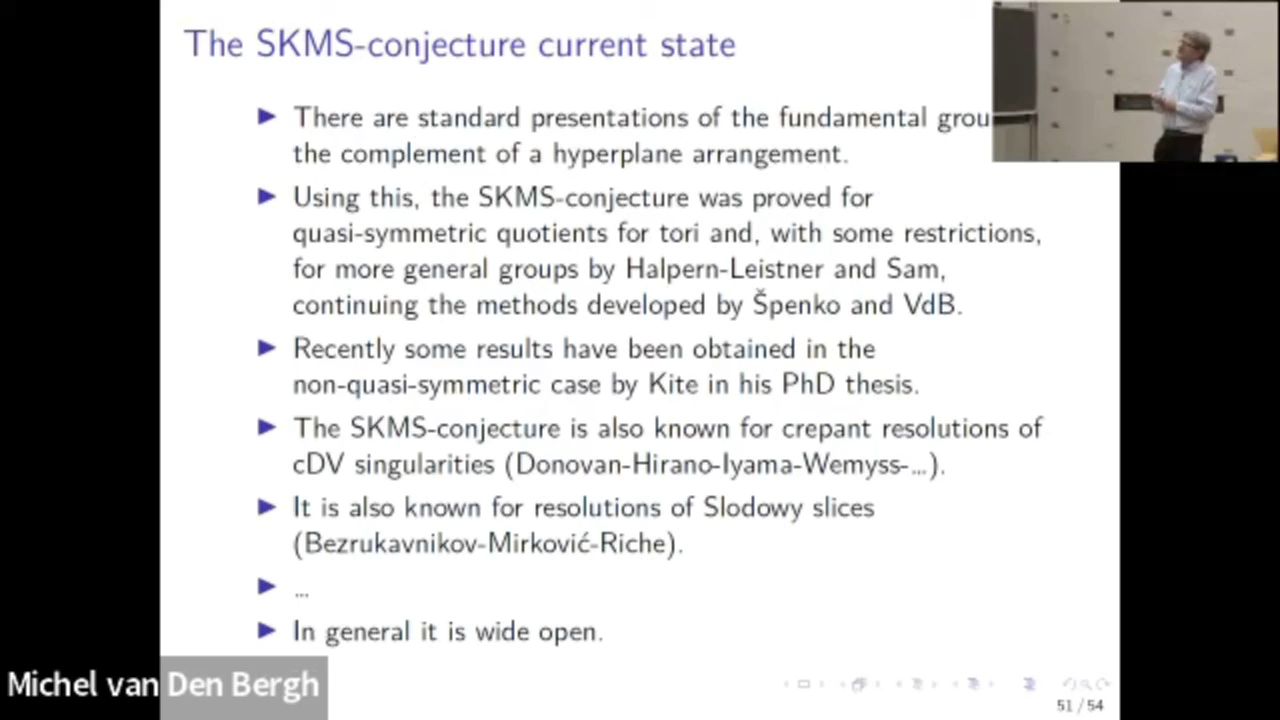 The SKMS-conjecture current state
▶ There are standard presentations of the fundamental grou
the complement of a hyperplane arrangement.
▶ Using this, the SKMS-conjecture was proved for
quasi-symmetric quotients for tori and, with some restrictions,
for more general groups by Halpern-Leistner and Sam,
continuing the methods developed by Špenko and VdB.
▶ Recently some results have been obtained in the
non-quasi-symmetric case by Kite in his PhD thesis.
▶ The SKMS-conjecture is also known for crepant resolutions of
cDV singularities (Donovan-Hirano-Iyama-Wemyss-...).
▶ It is also known for resolutions of Slodowy slices
(Bezrukavnikov-Mirković-Riche).
▶ ...
▶ In general it is wide open.
Michel van Den Bergh
51 / 54